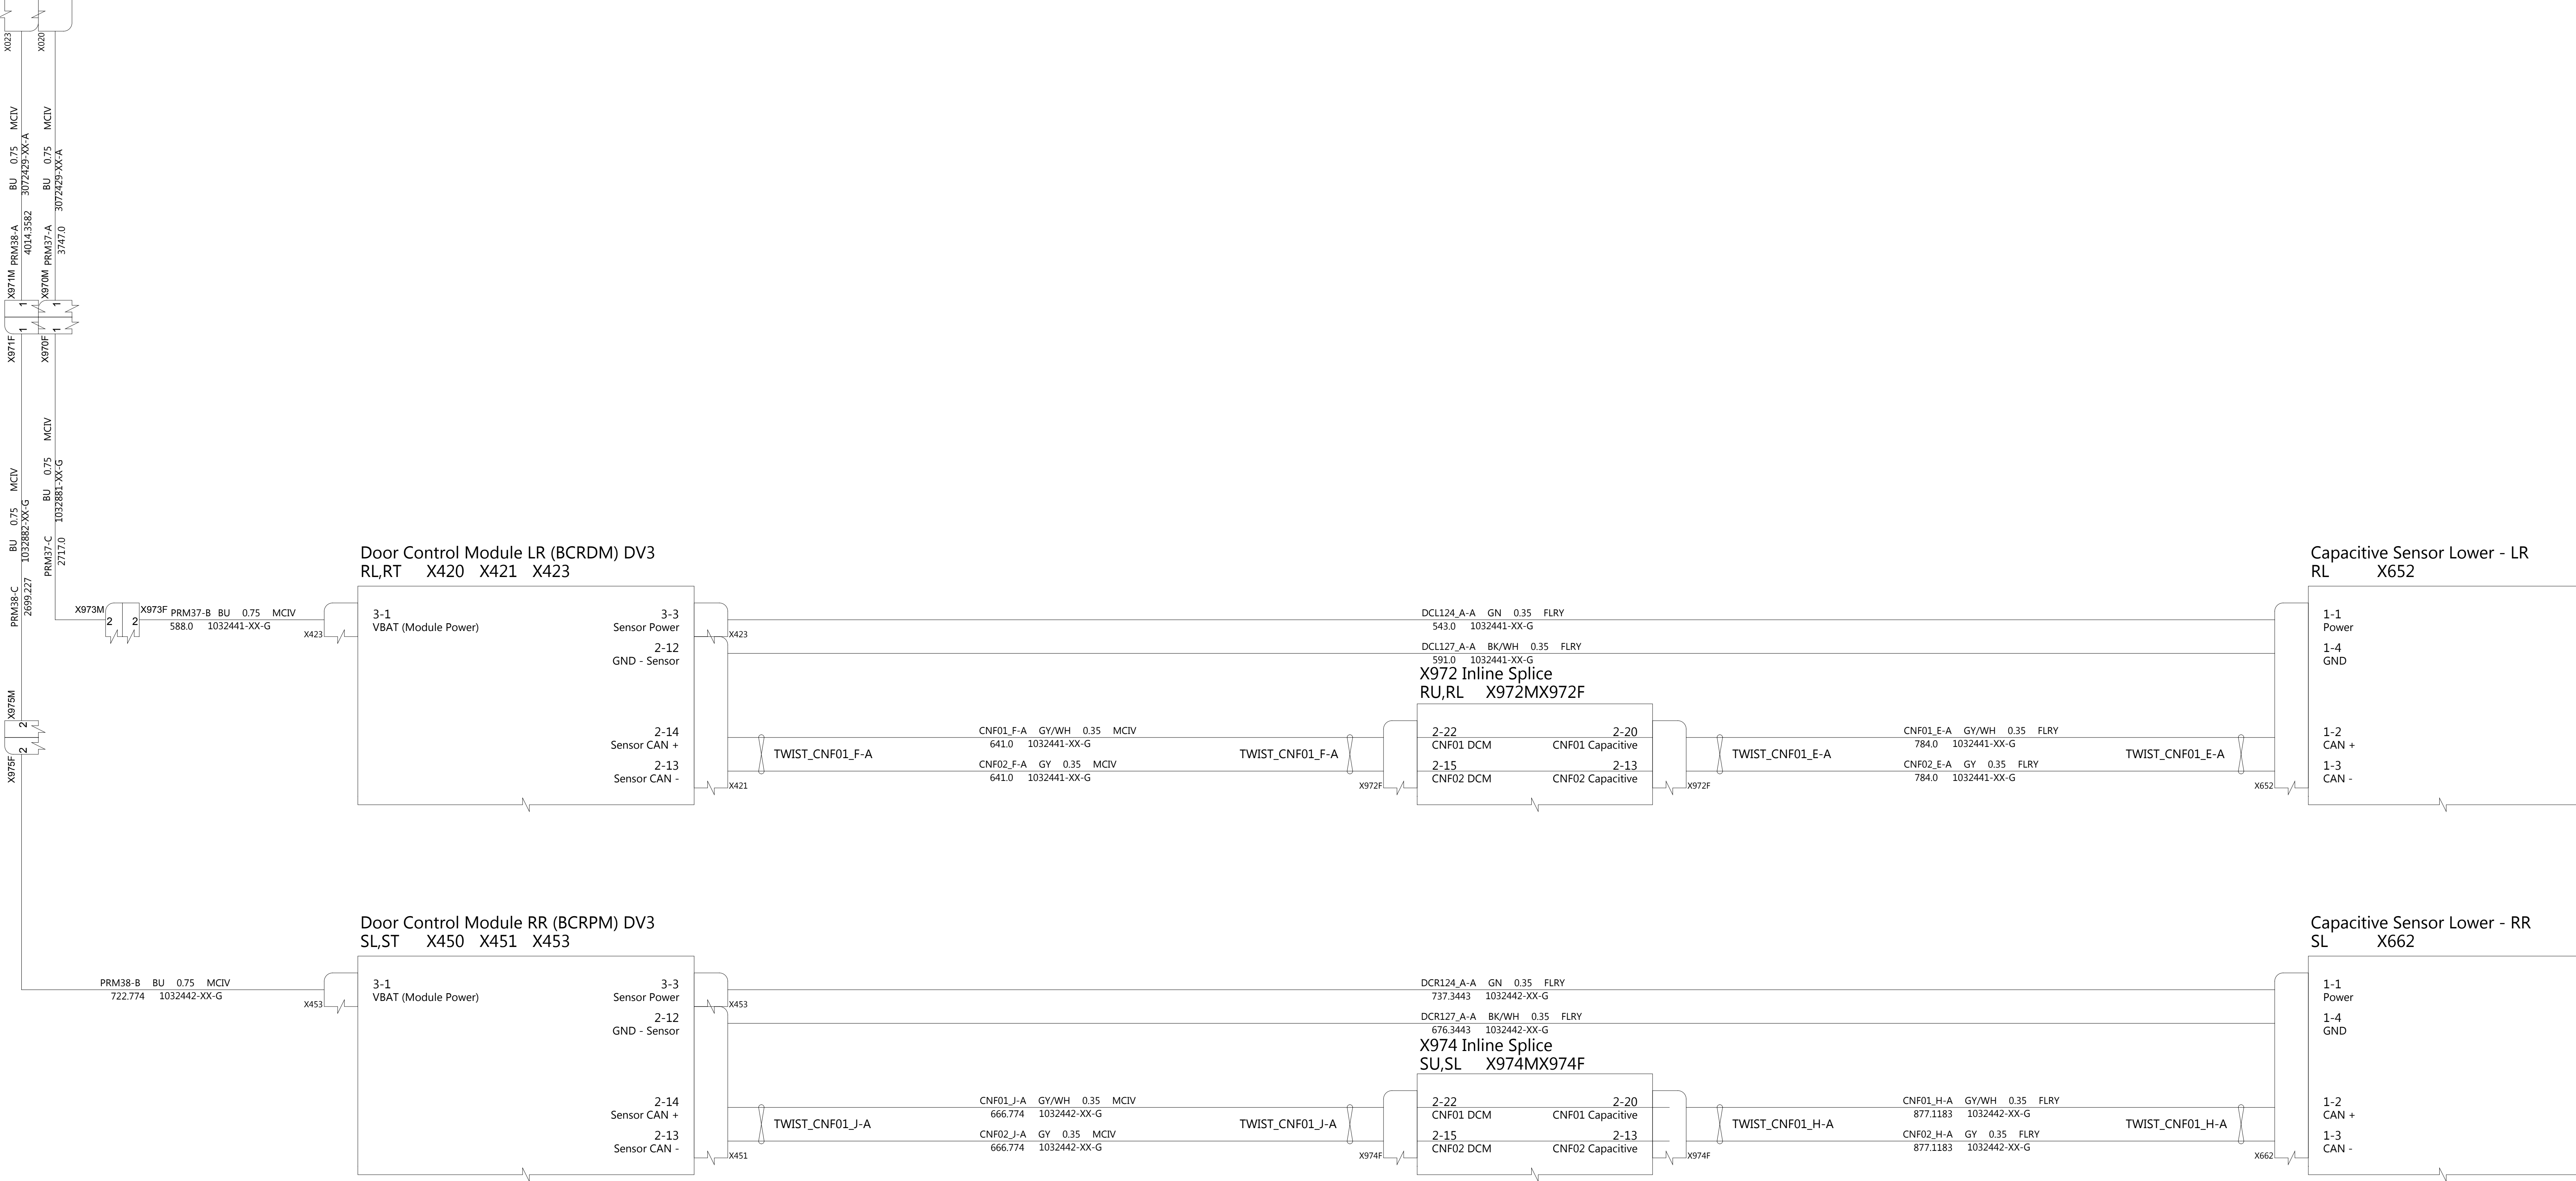 X023
X020
PRM38-A BU 0.75 MCIV
4014.3582 3072429-XX-A
PRM37-A BU 0.75 MCIV
3747.0 3072429-XX-A
X971M
X970M
1
1
1
1
X971F
X970F
PRM38-C BU 0.75 MCIV
2699.227 1032882-XX-G
PRM37-C BU 0.75 MCIV
2717.0 1032881-XX-G
X975M
2
2
X975F
X973M
2
2
X973F
PRM37-B BU 0.75 MCIV
588.0 1032441-XX-G
X423
Door Control Module LR (BCRDM) DV3
RL,RT X420 X421 X423
3-1
VBAT (Module Power)
3-3
Sensor Power
2-12
GND - Sensor
2-14
Sensor CAN +
2-13
Sensor CAN -
X423
X421
DCL124_A-A GN 0.35 FLRY
543.0 1032441-XX-G
DCL127_A-A BK/WH 0.35 FLRY
591.0 1032441-XX-G
TWIST_CNF01_F-A
CNF01_F-A GY/WH 0.35 MCIV
641.0 1032441-XX-G
CNF02_F-A GY 0.35 MCIV
641.0 1032441-XX-G
TWIST_CNF01_F-A
X972F
X972 Inline Splice
RU,RL X972MX972F
2-22
CNF01 DCM
2-15
CNF02 DCM
2-20
CNF01 Capacitive
2-13
CNF02 Capacitive
X972F
TWIST_CNF01_E-A
CNF01_E-A GY/WH 0.35 FLRY
784.0 1032441-XX-G
CNF02_E-A GY 0.35 FLRY
784.0 1032441-XX-G
TWIST_CNF01_E-A
X652
Capacitive Sensor Lower - LR
RL X652
1-1
Power
1-4
GND
1-2
CAN +
1-3
CAN -
PRM38-B BU 0.75 MCIV
722.774 1032442-XX-G
X453
Door Control Module RR (BCRPM) DV3
SL,ST X450 X451 X453
3-1
VBAT (Module Power)
3-3
Sensor Power
2-12
GND - Sensor
2-14
Sensor CAN +
2-13
Sensor CAN -
X453
X451
DCR124_A-A GN 0.35 FLRY
737.3443 1032442-XX-G
DCR127_A-A BK/WH 0.35 FLRY
676.3443 1032442-XX-G
TWIST_CNF01_J-A
CNF01_J-A GY/WH 0.35 MCIV
666.774 1032442-XX-G
CNF02_J-A GY 0.35 MCIV
666.774 1032442-XX-G
TWIST_CNF01_J-A
X974F
X974 Inline Splice
SU,SL X974MX974F
2-22
CNF01 DCM
2-15
CNF02 DCM
2-20
CNF01 Capacitive
2-13
CNF02 Capacitive
X974F
TWIST_CNF01_H-A
CNF01_H-A GY/WH 0.35 FLRY
877.1183 1032442-XX-G
CNF02_H-A GY 0.35 FLRY
877.1183 1032442-XX-G
TWIST_CNF01_H-A
X662
Capacitive Sensor Lower - RR
SL X662
1-1
Power
1-4
GND
1-2
CAN +
1-3
CAN -